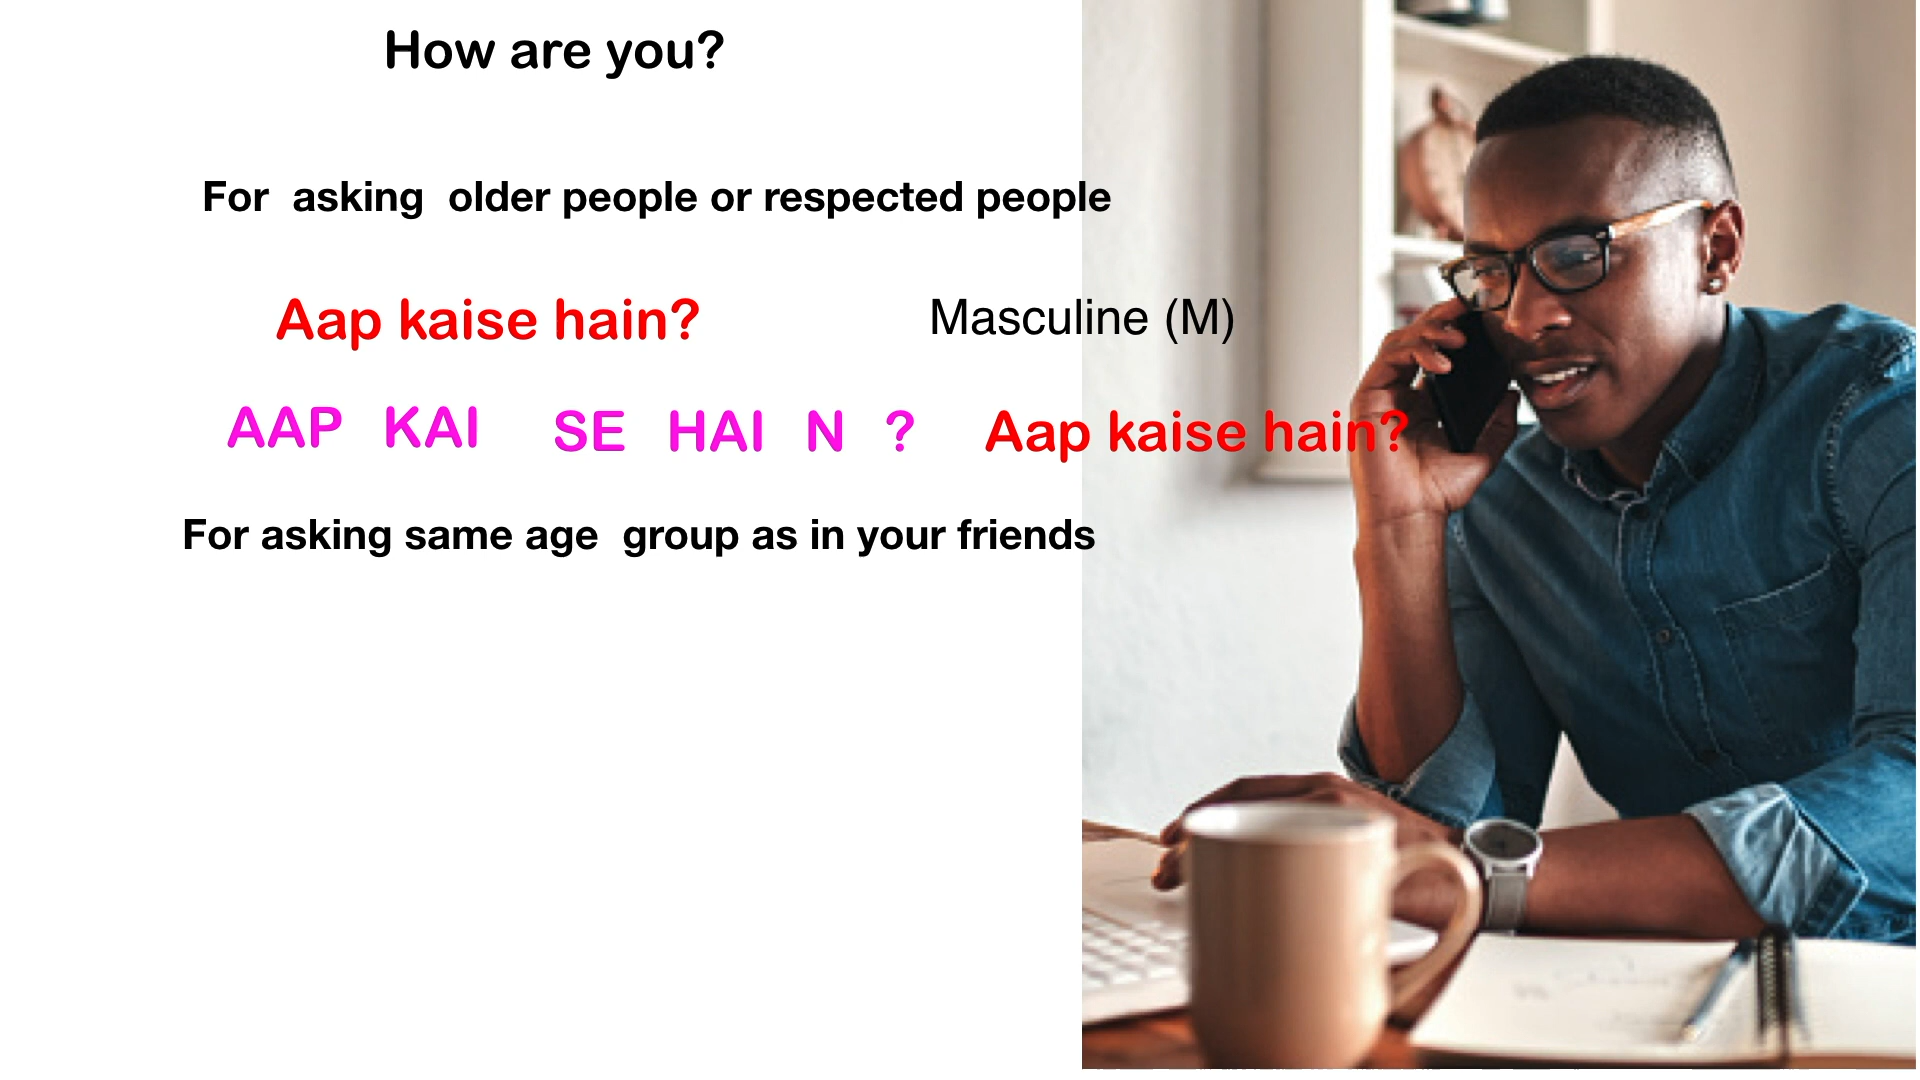 How are you?
For asking older people or respected people
Aap kaise hain? Masculine (M)
AAP KAI SE HAI N ? Aap kaise hain?
For asking same age group as in your friends